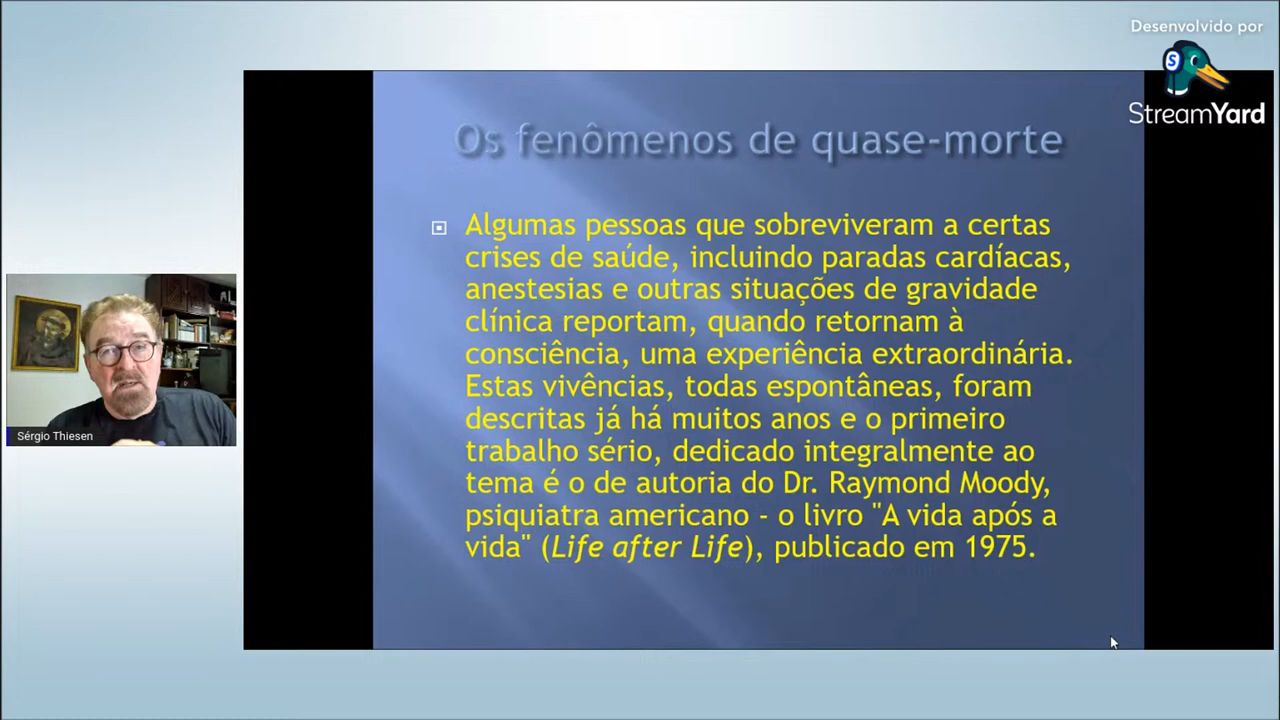 Desenvolvido por
S
StreamYard
Os fenômenos de quase-morte
Algumas pessoas que sobreviveram a certas
crises de saúde, incluindo paradas cardíacas,
anestesias e outras situações de gravidade
clínica reportam, quando retornam à
consciência, uma experiência extraordinária.
Estas vivências, todas espontâneas, foram
descritas já há muitos anos e o primeiro
trabalho sério, dedicado integralmente ao
tema é o de autoria do Dr. Raymond Moody,
psiquiatra americano - o livro "A vida após a
vida" (Life after Life), publicado em 1975.
Sérgio Thiesen